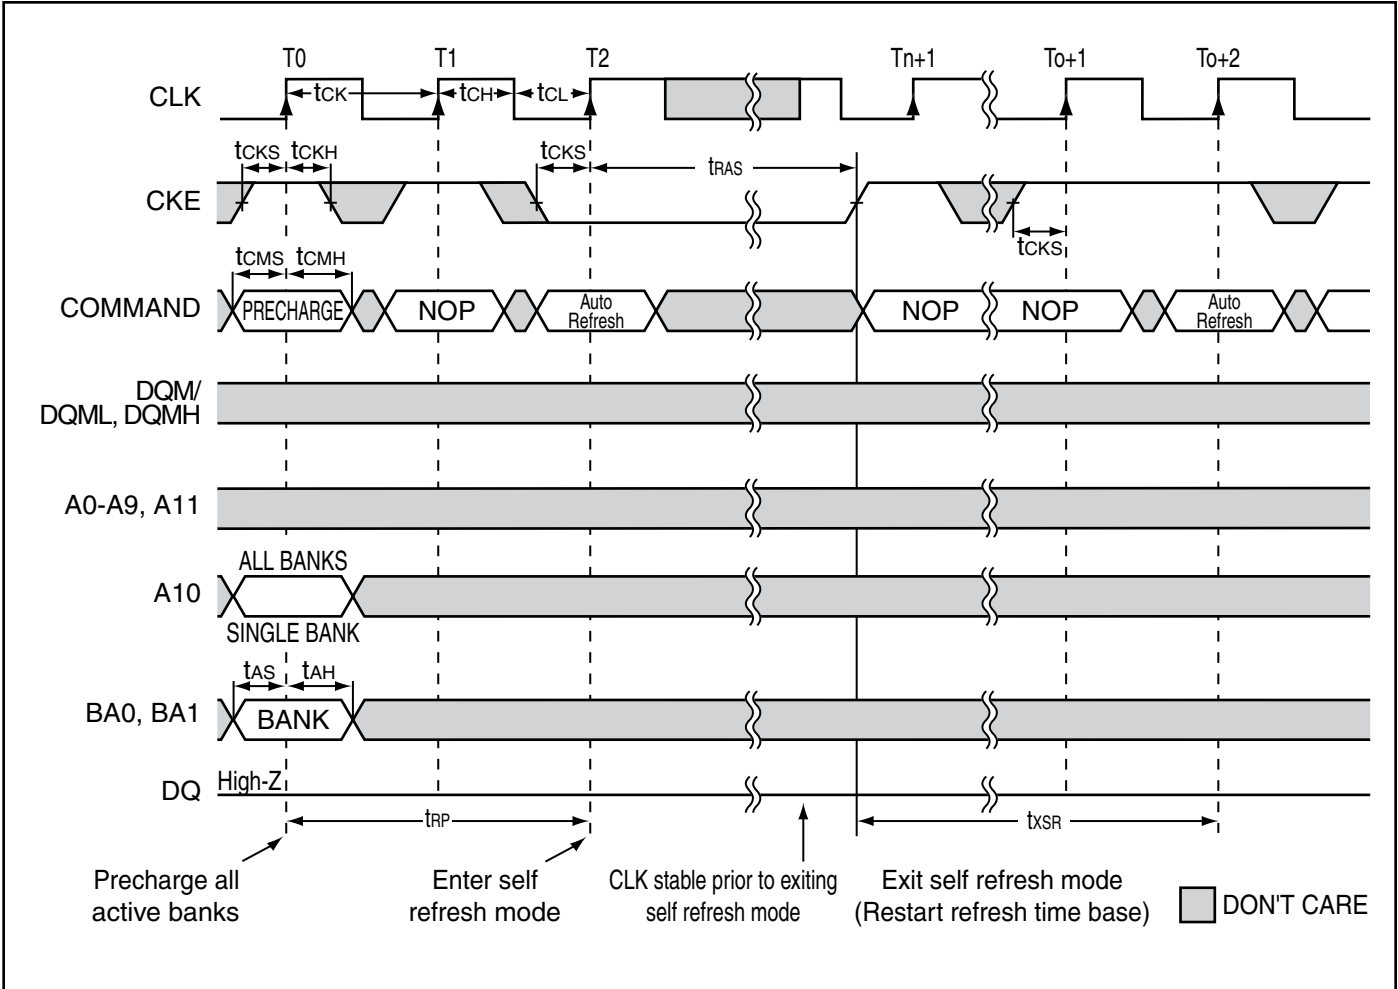 T0 T1 T2 Tn+1 To+1 To+2
CLK tCK tCH tCL
tCKS tCKH tCKS tRAS
CKE
tCKS
tCMS tCMH
COMMAND PRECHARGE NOP Auto Refresh NOP NOP Auto Refresh
DQM/
DQML, DQMH
A0-A9, A11
ALL BANKS
A10
SINGLE BANK
tAS tAH
BA0, BA1 BANK
DQ High-Z
tRP tXSR
Precharge all
active banks
Enter self
refresh mode
CLK stable prior to exiting
self refresh mode
Exit self refresh mode
(Restart refresh time base)
DON'T CARE